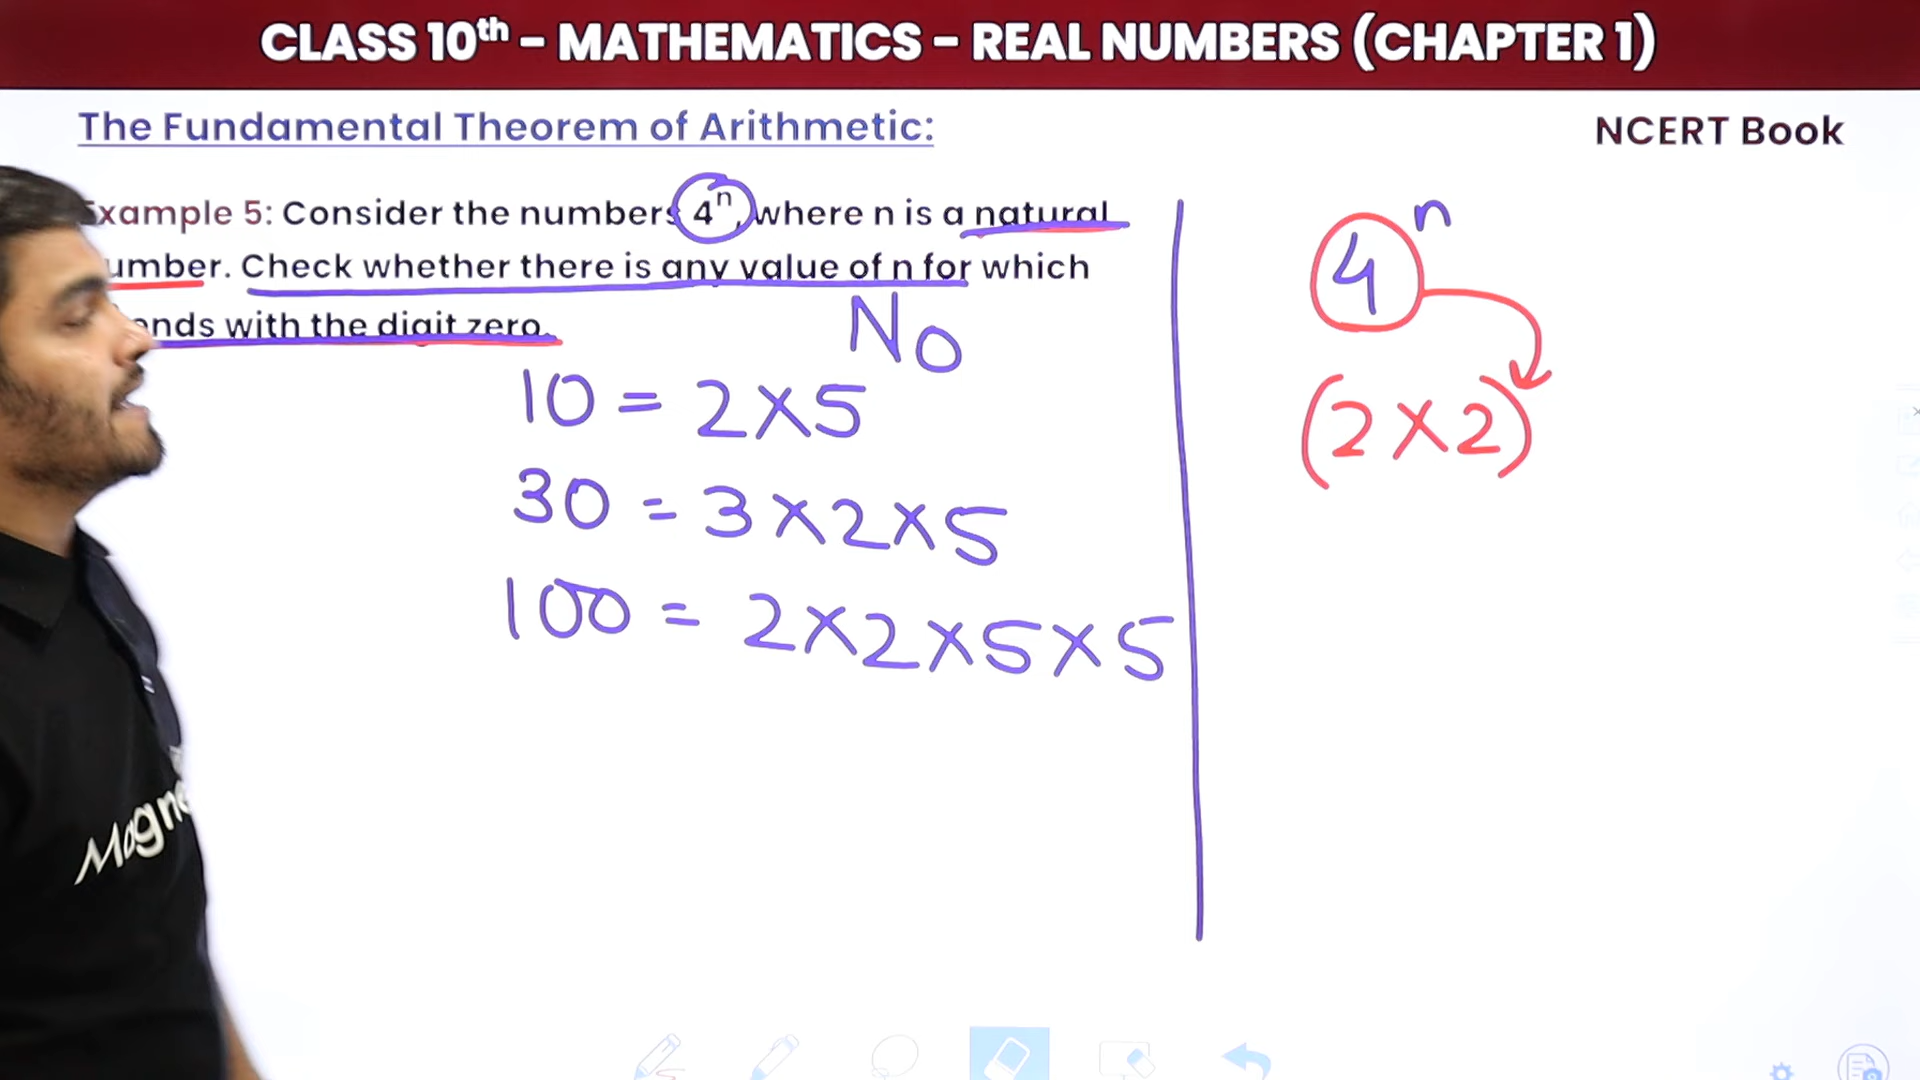 CLASS 10th – MATHEMATICS – REAL NUMBERS (CHAPTER 1)
The Fundamental Theorem of Arithmetic:
NCERT Book
xample 5: Consider the numbers 4ⁿ, where n is a natural
umber. Check whether there is any value of n for which
ends with the digit zero.
No
10 = 2×5
30 = 3×2×5
100 = 2×2×5×5
4ⁿ
(2×2)
Magne